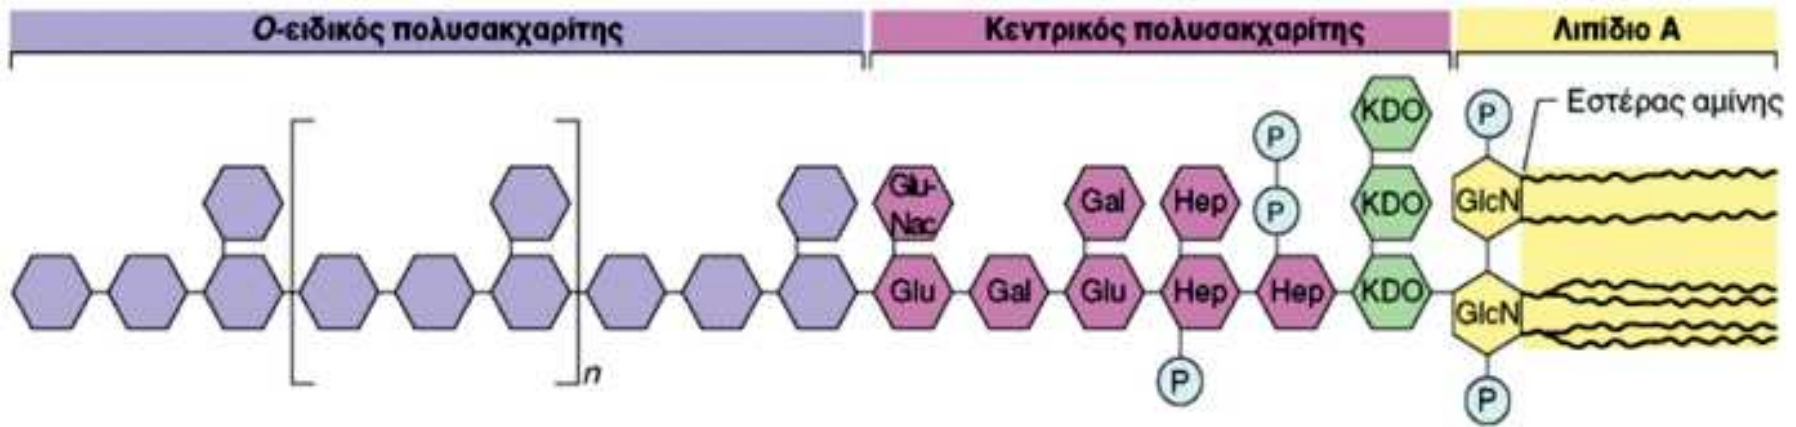 Ο-ειδικός πολυσακχαρίτης
Κεντρικός πολυσακχαρίτης
Λιπίδιο Α
KDO
P
Εστέρας αμίνης
P
Glu-
Nac
Gal
Hep
P
KDO
GlcN
Glu
Gal
Glu
Hep
Hep
KDO
GlcN
n
P
P